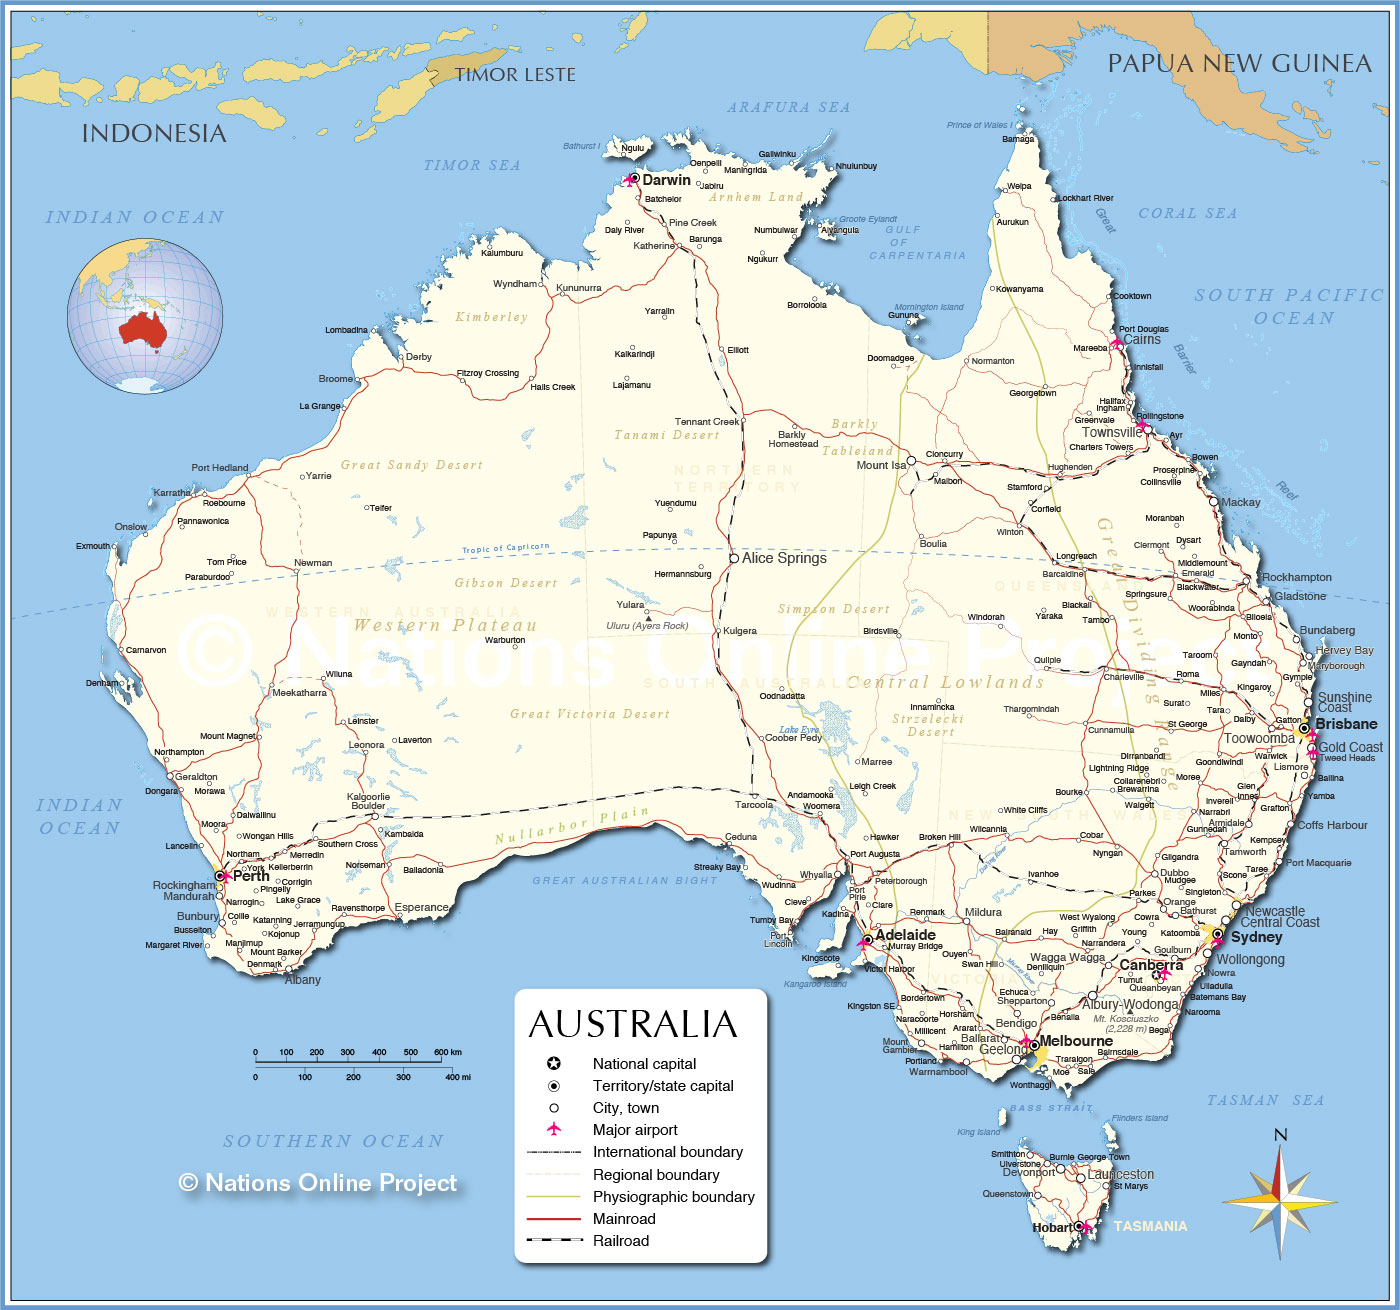 PAPUA NEW GUINEA
TIMOR LESTE
INDONESIA
ARAFURA SEA
Prince of Wales I
Bamaga
Bathurst I
Ngulu
TIMOR SEA
Galiwinku
Oenpelli
Maningrida
Nhulunbuy
Darwin
Jabiru
Arnhem Land
Weipa
Batchelor
Lockhart River
INDIAN OCEAN
Great
CORAL SEA
Groote Eylandt
Aurukun
Pine Creek
Daly River
Numbulwar
Alyangula
GULF
OF
CARPENTARIA
Barunga
Katherine
Kalumburu
Ngukurr
Wyndham
Kununurra
Kowanyama
Cooktown
SOUTH PACIFIC
OCEAN
Borroloola
Mornington Island
Gununa
Yarralin
Kimberley
Lombadina
Port Douglas
Cairns
Mareeba
Barrier
Elliott
Kalkarindji
Derby
Doomadgee
Normanton
Innisfail
Broome
Fitzroy Crossing
Halls Creek
Lajamanu
Georgetown
La Grange
Halifax
Ingham
Rollingstone
Greenvale
Tennant Creek
Barkly
Tableland
Townsville
Ayr
Tanami Desert
Barkly
Homestead
Charters Towers
Great Sandy Desert
Port Hedland
NORTHERN
TERRITORY
Mount Isa
Cloncurry
Bowen
Hughenden
Proserpine
Yarrie
Malbon
Collinsville
Karratha
Roebourne
Stamford
Reef
Mackay
Telfer
Yuendumu
Corfield
Pannawonica
Moranbah
Onslow
Winton
Papunya
Boulia
Dysart
Clermont
Exmouth
Tropic of Capricorn
Alice Springs
Longreach
Middlemount
Tom Price
Newman
Hermannsburg
Barcaldine
Emerald
Rockhampton
Paraburdoo
Gibson Desert
QUEENSLAND
Blackwater
Springsure
Gladstone
Great Dividing Range
Yulara
Simpson Desert
Blackall
Woorabinda
WESTERN AUSTRALIA
Western Plateau
Uluru (Ayers Rock)
Kulgera
Birdsville
Windorah
Yaraka
Tambo
Biloela
Bundaberg
Monto
Warburton
Carnarvon
© Nations Online Project
Hervey Bay
Quilpie
Taroom
Gayndah
Maryborough
Wiluna
Denham
SOUTH AUSTRALIA
Central Lowlands
Charleville
Roma
Gympie
Meekatharra
Oodnadatta
Miles
Kingaroy
Innamincka
Thargomindah
Surat
Tara
Sunshine
Coast
Great Victoria Desert
Strzelecki
Desert
Leinster
Lake Eyre
St George
Dalby
Gatton
Brisbane
Cunnamulla
Mount Magnet
Leonora
Laverton
Coober Pedy
Toowoomba
Northampton
Gold Coast
Dirranbandi
Warwick
Tweed Heads
Marree
Goondiwindi
Lightning Ridge
Lismore
Geraldton
Collarenebri
Moree
Ballina
Dongara
Morawa
Kalgoorlie
Boulder
Andamooka
Leigh Creek
Bourke
Brewarrina
Glen
Innes
Yamba
Tarcoola
Woomera
White Cliffs
Walgett
Inverell
Grafton
INDIAN
OCEAN
Dalwallinu
Nullarbor Plain
NEW SOUTH WALES
Narrabri
Moora
Armidale
Coffs Harbour
Wongan Hills
Kambalda
Ceduna
Hawker
Broken Hill
Wilcannia
Cobar
Gunnedah
Lancelin
Southern Cross
Kempsey
Northam
Merredin
Port Augusta
Nyngan
Tamworth
Gilgandra
Port Macquarie
Perth
York
Kellerberrin
Norseman
Balladonia
Streaky Bay
Darling River
Taree
GREAT AUSTRALIAN BIGHT
Whyalla
Peterborough
Ivanhoe
Dubbo
Scone
Rockingham
Corrigin
Wudinna
Port
Pirie
Mudgee
Pingelly
Parkes
Singleton
Mandurah
Narrogin
Lake Grace
Cleve
Clare
Orange
Newcastle
Bunbury
Collie
Ravensthorpe
Esperance
Kadina
Renmark
Mildura
West Wyalong
Cowra
Bathurst
Central Coast
Katanning
Jerramungup
Tumby Bay
Griffith
Busselton
Kojonup
Port
Lincoln
Adelaide
Balranald
Hay
Young
Katoomba
Sydney
Margaret River
Manjimup
Murray Bridge
Narrandera
Goulburn
Mount Barker
Ouyen
Wagga Wagga
Wollongong
Denmark
Kingscote
Victor Harbor
Swan Hill
Murray River
Deniliquin
Canberra
Nowra
Albany
Kangaroo Island
VICTORIA
Tumut
Queanbeyan
Ulladulla
Bordertown
Echuca
Shepparton
Albury-Wodonga
Batemans Bay
Kingston SE
Horsham
Mt. Kosciuszko
(2,228 m)
Narooma
Naracoorte
Bendigo
Benalla
Bega
Millicent
Ararat
Ballarat
Melbourne
Mount
Gambier
Hamilton
Geelong
Bairnsdale
Portland
Warrnambool
Traralgon
Moe
Sale
Wonthaggi
AUSTRALIA
National capital
Territory/state capital
City, town
Major airport
International boundary
Regional boundary
Physiographic boundary
Mainroad
Railroad
0 100 200 300 400 500 600 km
0 100 200 300 400 mi
BASS STRAIT
TASMAN SEA
King Island
Flinders Island
SOUTHERN OCEAN
N
Smithton
Burnie
George Town
Ulverstone
Devonport
Launceston
St Marys
© Nations Online Project
Queenstown
Hobart
TASMANIA